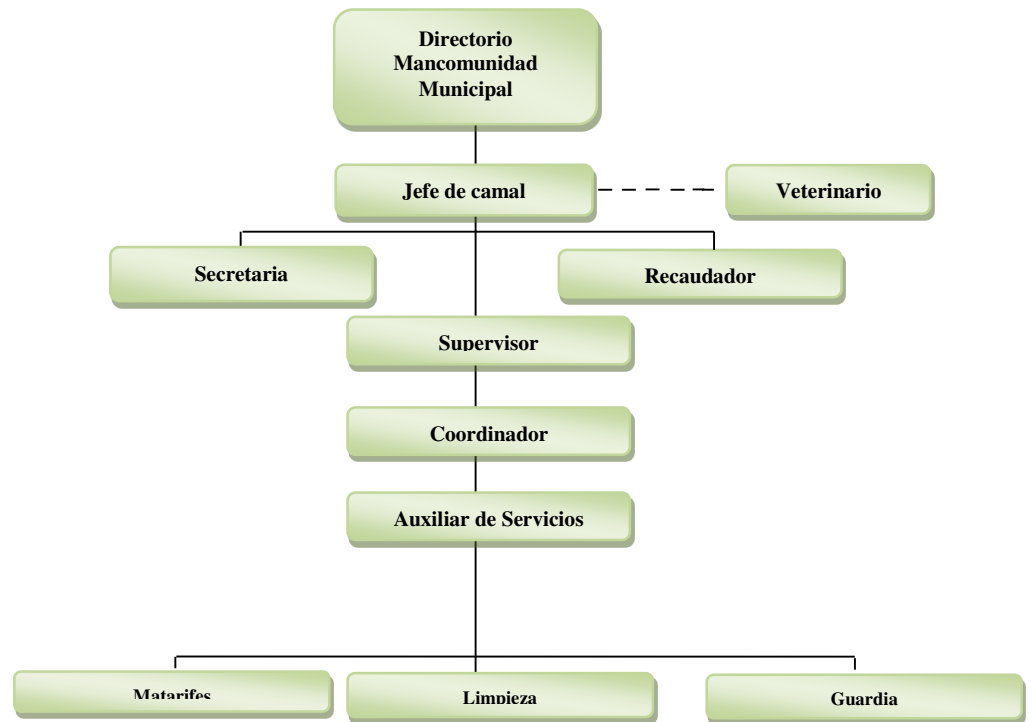 Directorio
Mancomunidad
Municipal
Jefe de camal
Veterinario
Secretaria
Recaudador
Supervisor
Coordinador
Auxiliar de Servicios
Matarifes
Limpieza
Guardia